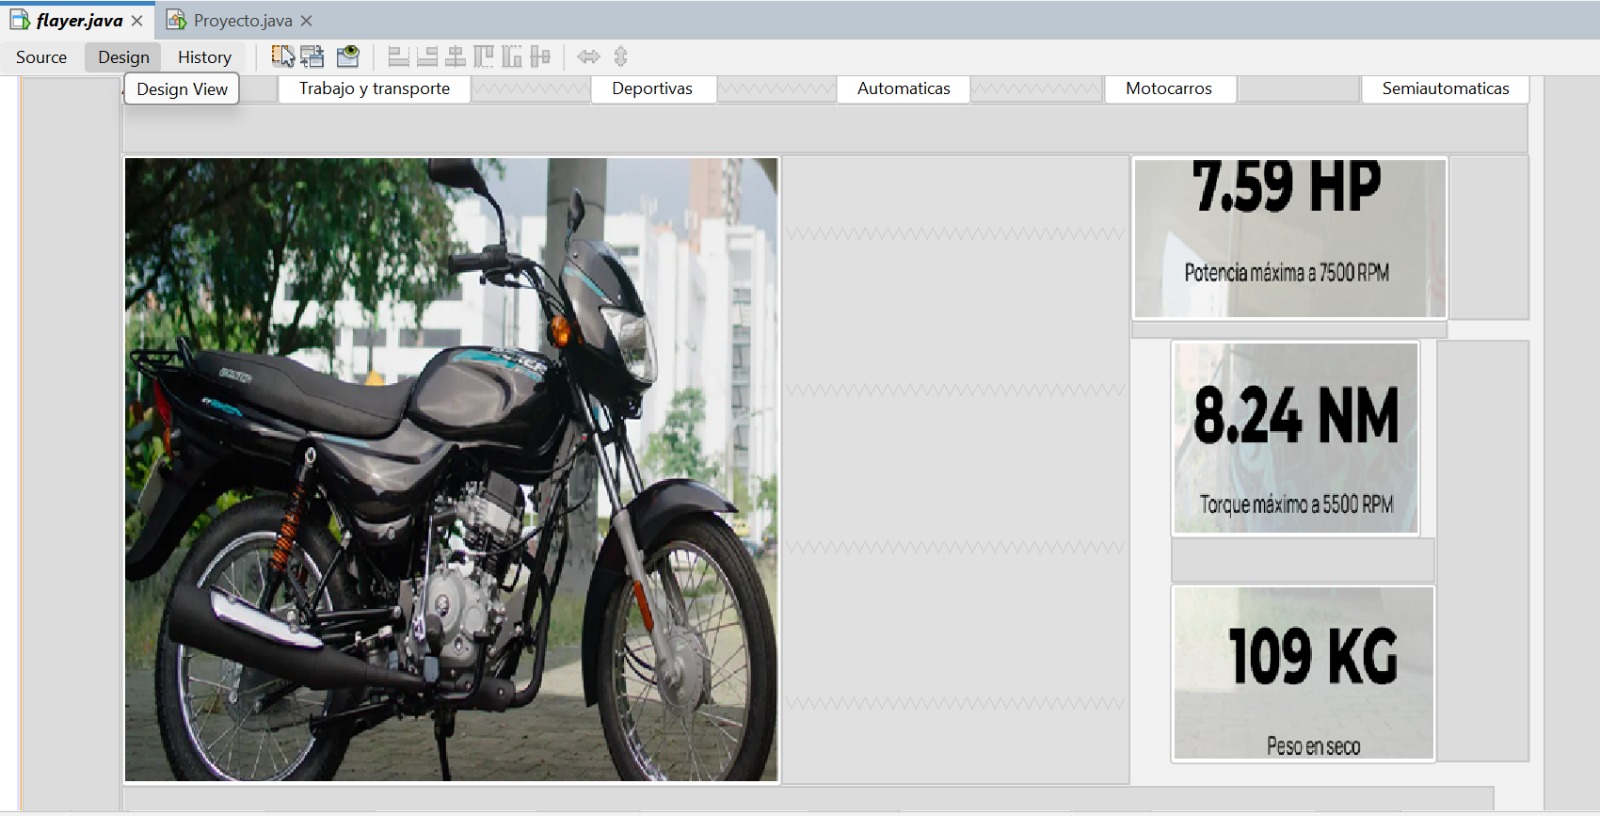 flayer.java
Proyecto.java
Source
Design
History
Design View
Trabajo y transporte
Deportivas
Automaticas
Motocarros
Semiautomaticas
7.59 HP
Potencia máxima a 7500 RPM
8.24 NM
Torque máximo a 5500 RPM
109 KG
Peso en seco